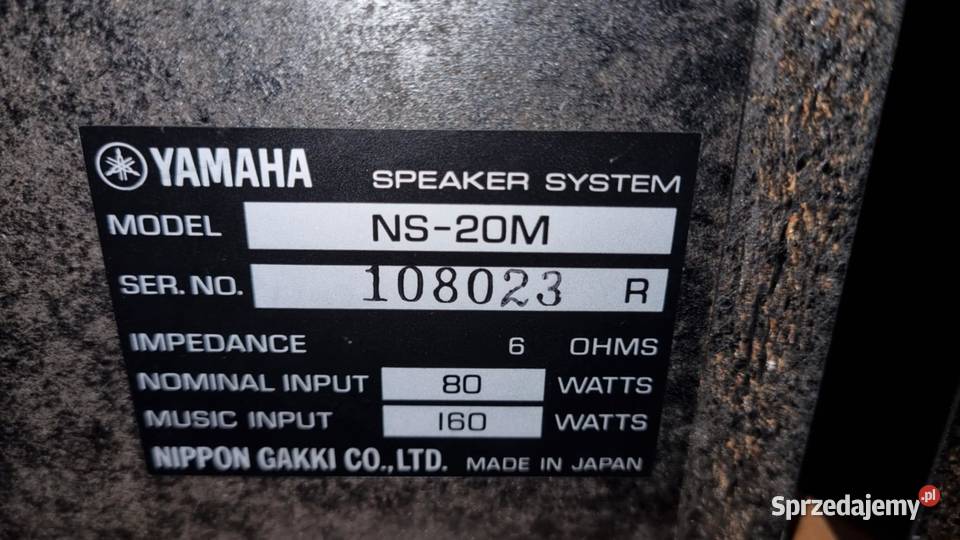 YAMAHA SPEAKER SYSTEM
MODEL NS-20M
SER. NO. 108023 R
IMPEDANCE 6 OHMS
NOMINAL INPUT 80 WATTS
MUSIC INPUT 160 WATTS
NIPPON GAKKI CO., LTD. MADE IN JAPAN
Sprzedajemy.pl